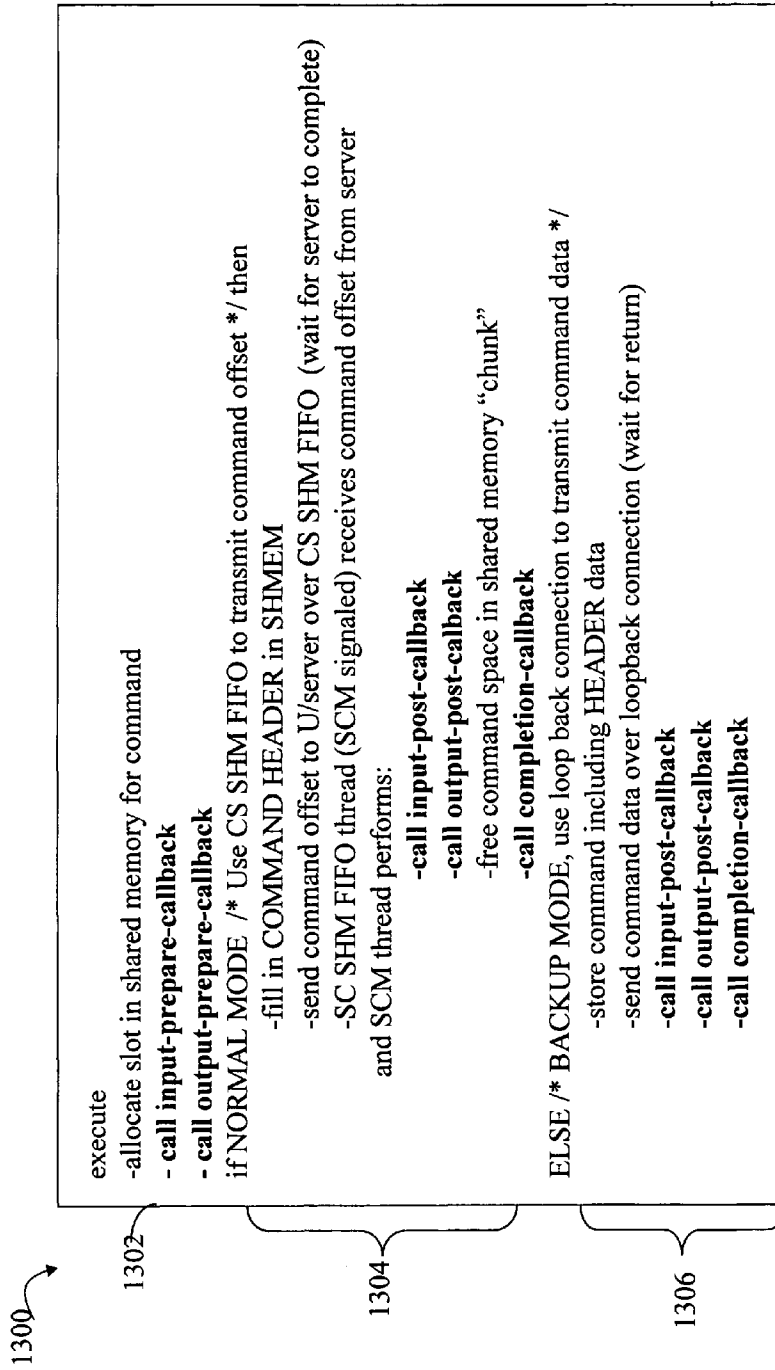 1300
execute
-allocate slot in shared memory for command
1302
- call input-prepare-callback
- call output-prepare-callback
if NORMAL MODE /* Use CS SHM FIFO to transmit command offset */ then
-fill in COMMAND HEADER in SHMEM
-send command offset to U/server over CS SHM FIFO (wait for server to complete)
-SC SHM FIFO thread (SCM signaled) receives command offset from server
and SCM thread performs:
1304
-call input-post-callback
-call output-post-calback
-free command space in shared memory “chunk”
-call completion-callback
ELSE /* BACKUP MODE, use loop back connection to transmit command data */
-store command including HEADER data
-send command data over loopback connection (wait for return)
1306
-call input-post-callback
-call output-post-calback
-call completion-callback